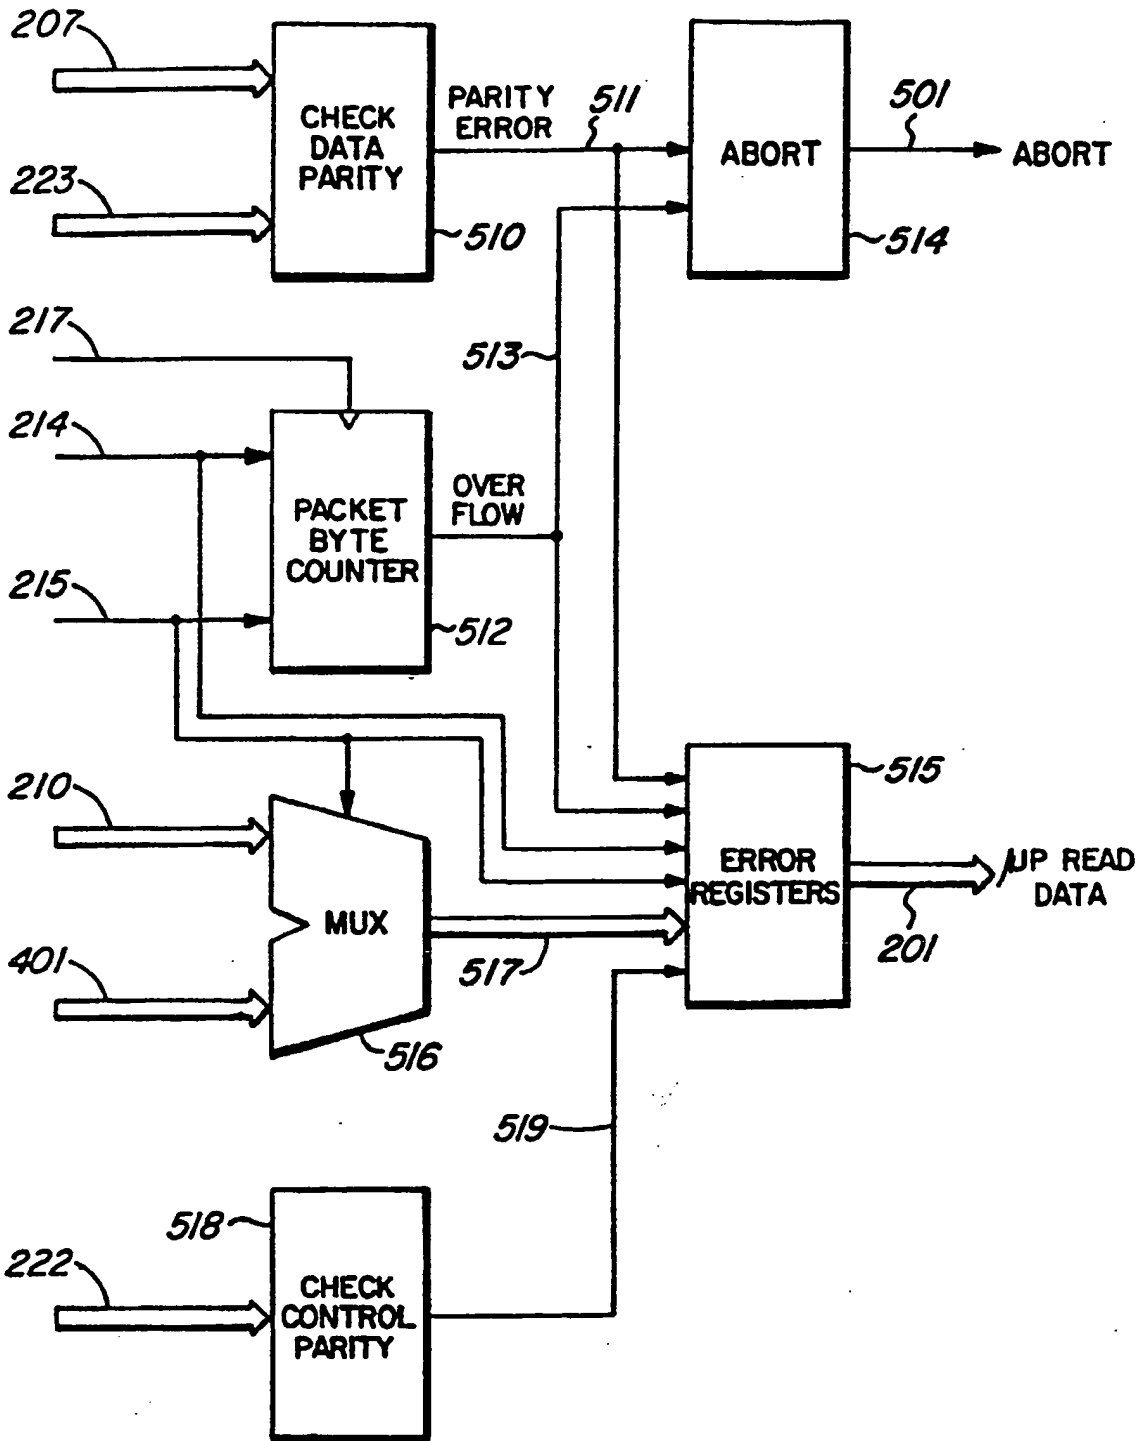 207
223
CHECK
DATA
PARITY
510
PARITY
ERROR
511
ABORT
514
501
ABORT
217
214
215
PACKET
BYTE
COUNTER
512
OVER
FLOW
513
210
401
MUX
516
517
ERROR
REGISTERS
515
μP READ
DATA
201
519
518
222
CHECK
CONTROL
PARITY